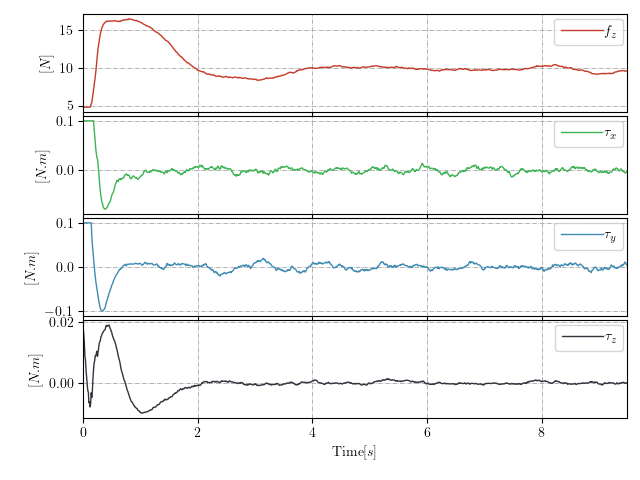 15
10
5
[N]
f_z
0.1
0.0
[N.m]
τ_x
0.1
0.0
−0.1
[N.m]
τ_y
0.02
0.00
[N.m]
τ_z
0 2 4 6 8
Time[s]